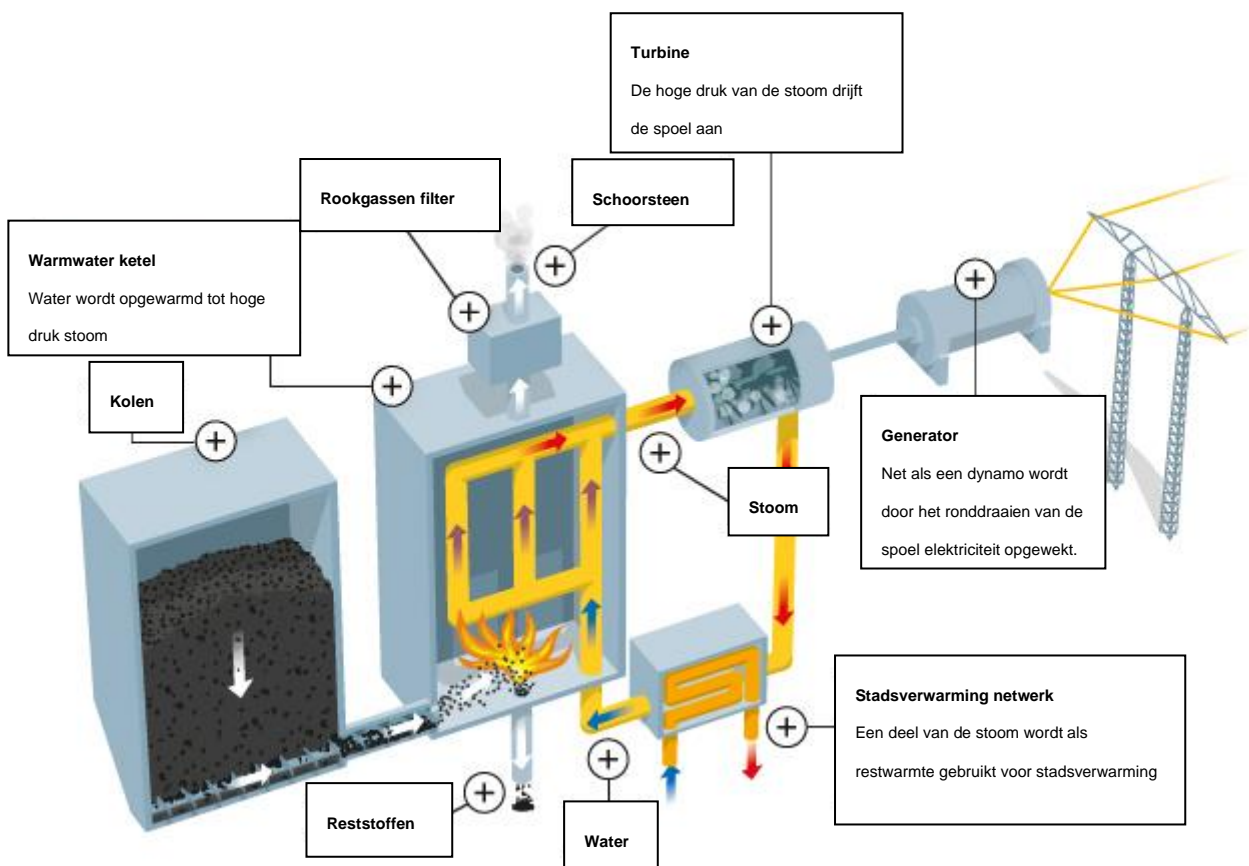 Turbine
De hoge druk van de stoom drijft
de spoel aan
Rookgassen filter
Schoorsteen
Warmwater ketel
Water wordt opgewarmd tot hoge
druk stoom
Kolen
Generator
Net als een dynamo wordt
door het ronddraaien van de
spoel elektriciteit opgewekt.
Stoom
Stadsverwarming netwerk
Een deel van de stoom wordt als
restwarmte gebruikt voor stadsverwarming
Reststoffen
Water